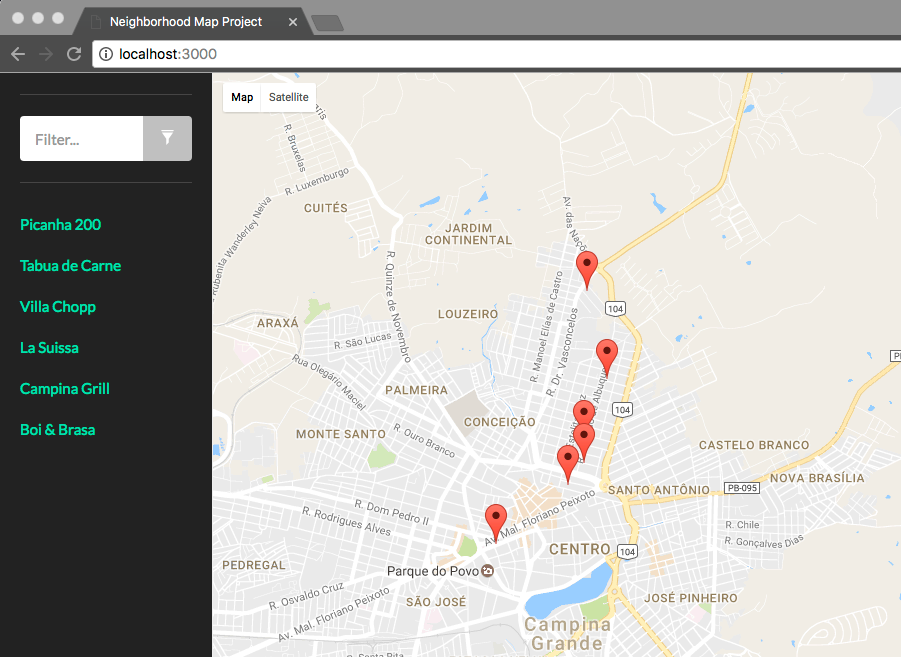 Neighborhood Map Project
localhost:3000
Filter...
Picanha 200
Tabua de Carne
Villa Chopp
La Suissa
Campina Grill
Boi & Brasa
Map
Satellite
R. Bruxelas
R. Luxemburgo
R. Rubenita Wanderley Neiva
CUITÉS
JARDIM
CONTINENTAL
Av. das Naçõe
R. Quinze de Novembro
R. Manoel Elias de Castro
R. Dr. Vasconcelos
104
LOUZEIRO
ARAXÁ
R. São Lucas
Rua Olegário Maciel
PALMEIRA
CONCEIÇÃO
104
MONTE SANTO
R. Ouro Branco
CASTELO BRANCO
NOVA BRASÍLIA
SANTO ANTÔNIO
PB-095
R. Dom Pedro II
R. Rodrigues Alves
Av. Mal. Floriano Peixoto
R. Chile
R. Gonçalves Dias
CENTRO
104
PEDREGAL
Parque do Povo
R. Osvaldo Cruz
Av. Mal. Floriano Peixoto
SÃO JOSÉ
JOSÉ PINHEIRO
Campina
Grande
R. Santa Rita